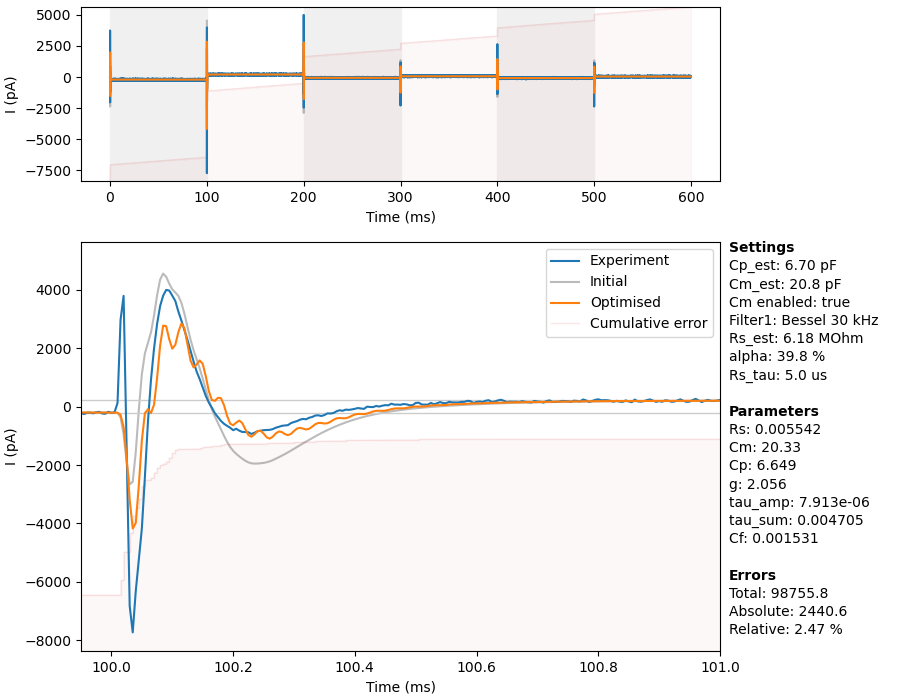 5000
2500
0
−2500
−5000
−7500
I (pA)
0 100 200 300 400 500 600
Time (ms)
4000
2000
0
−2000
−4000
−6000
−8000
I (pA)
100.0 100.2 100.4 100.6 100.8 101.0
Time (ms)
Experiment
Initial
Optimised
Cumulative error
Settings
Cp_est: 6.70 pF
Cm_est: 20.8 pF
Cm enabled: true
Filter1: Bessel 30 kHz
Rs_est: 6.18 MOhm
alpha: 39.8 %
Rs_tau: 5.0 us
Parameters
Rs: 0.005542
Cm: 20.33
Cp: 6.649
g: 2.056
tau_amp: 7.913e-06
tau_sum: 0.004705
Cf: 0.001531
Errors
Total: 98755.8
Absolute: 2440.6
Relative: 2.47 %